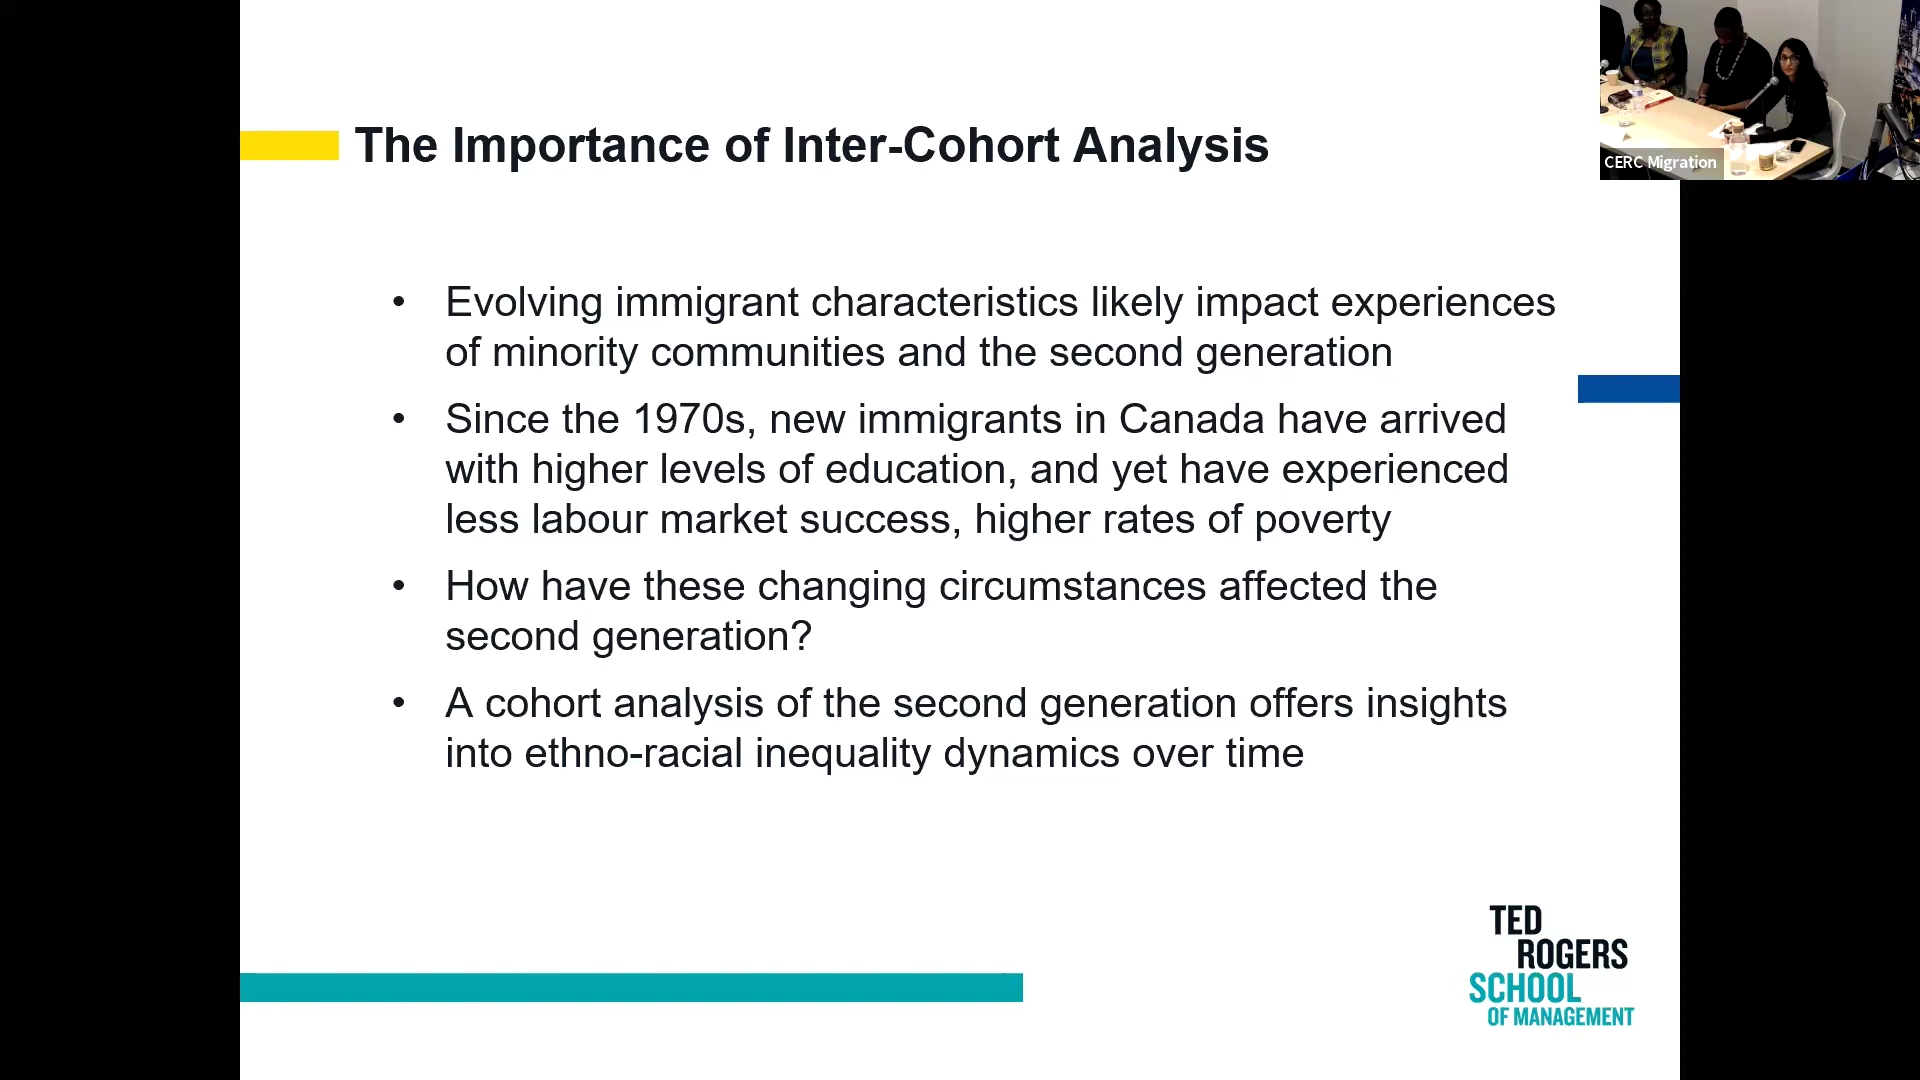 CERC Migration
The Importance of Inter-Cohort Analysis
• Evolving immigrant characteristics likely impact experiences
of minority communities and the second generation
• Since the 1970s, new immigrants in Canada have arrived
with higher levels of education, and yet have experienced
less labour market success, higher rates of poverty
• How have these changing circumstances affected the
second generation?
• A cohort analysis of the second generation offers insights
into ethno-racial inequality dynamics over time
TED
ROGERS
SCHOOL
OF MANAGEMENT